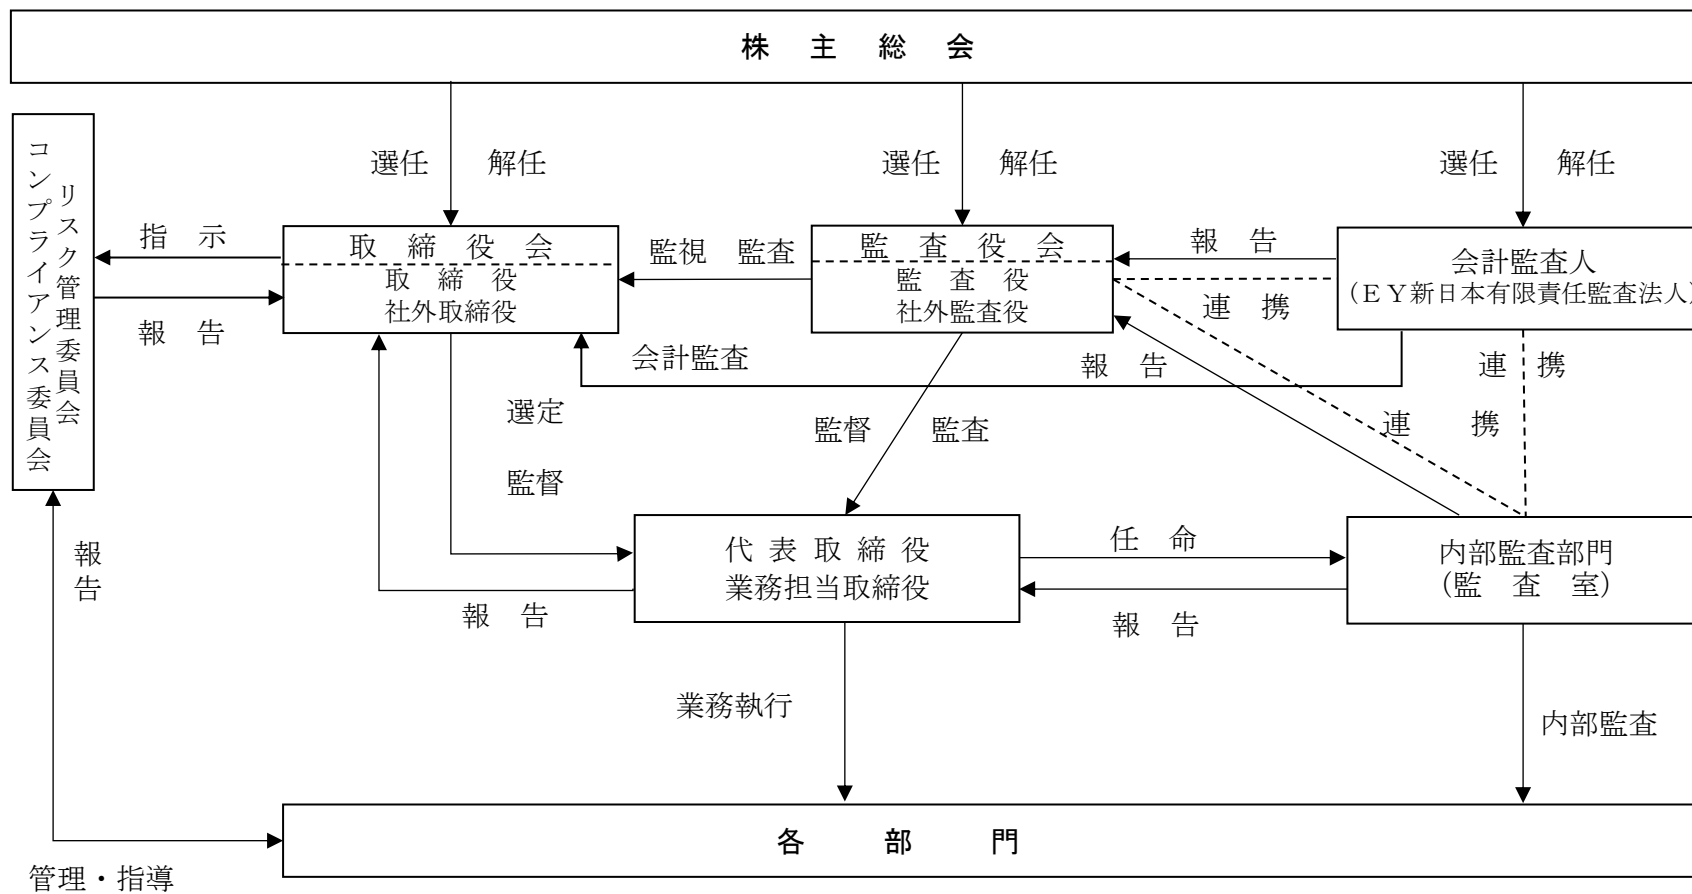 株 主 総 会
コンプライアンス委員会
リスク管理委員会
選任 解任
選任 解任
選任 解任
指 示
報 告
取 締 役 会
取 締 役
社外取締役
監視 監査
監 査 役 会
監 査 役
社外監査役
報 告
連 携
会計監査人
(EY新日本有限責任監査法人)
会計監査
報 告
連 携
連 携
選定
監督
監督 監査
報告
代 表 取 締 役
業務担当取締役
任 命
報 告
内部監査部門
(監 査 室)
報 告
業務執行
内部監査
各 部 門
管理・指導